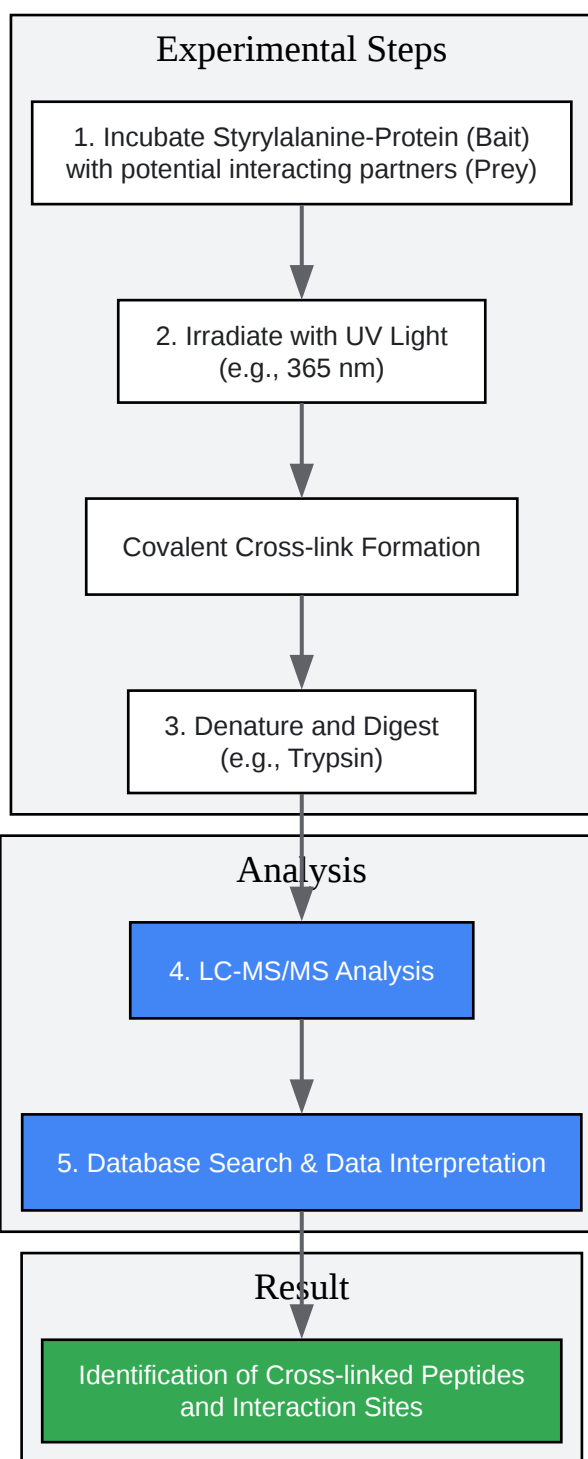 Experimental Steps
1. Incubate Styrylalanine-Protein (Bait)
with potential interacting partners (Prey)
2. Irradiate with UV Light
(e.g., 365 nm)
Covalent Cross-link Formation
3. Denature and Digest
(e.g., Trypsin)
Analysis
4. LC-MS/MS Analysis
5. Database Search & Data Interpretation
Result
Identification of Cross-linked Peptides
and Interaction Sites